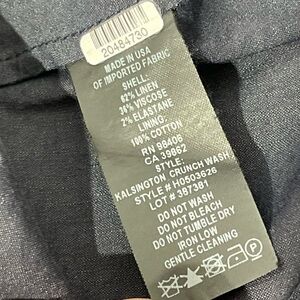 20484730
MADE IN USA
OF IMPORTED FABRIC
SHELL:
62% LINEN
36% VISCOSE
2% ELASTANE
LINING:
100% COTTON
RN 98406
CA 39652
STYLE:
KALSINGTON CRUNCH WASH
STYLE # H0503626
LOT # 387381
DO NOT WASH
DO NOT BLEACH
DO NOT TUMBLE DRY
IRON LOW
GENTLE CLEANING
P